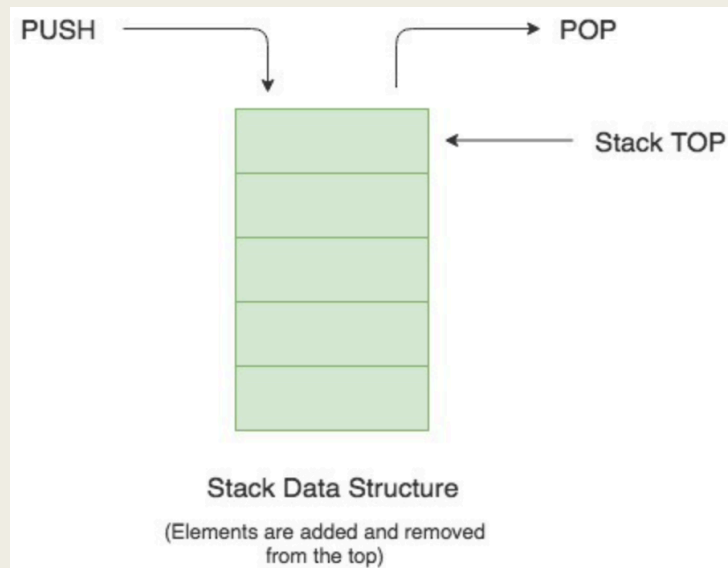 PUSH
POP
Stack TOP
Stack Data Structure
(Elements are added and removed
from the top)